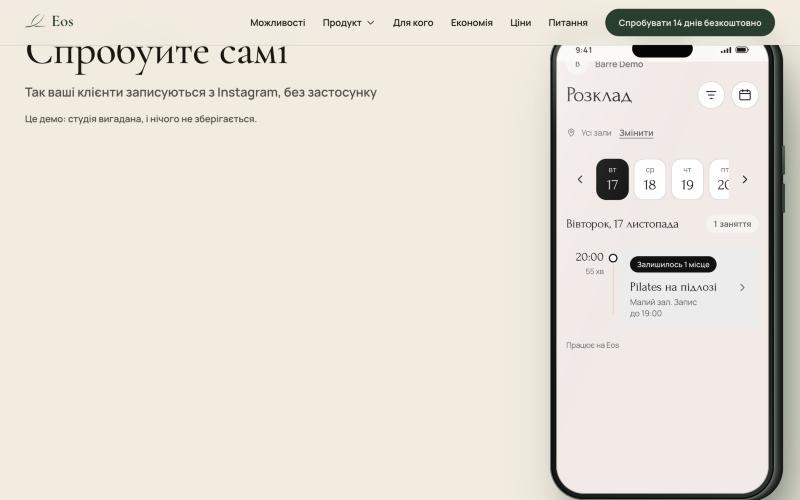 Eos
Можливості
Продукт
Для кого
Економія
Ціни
Питання
Спробувати 14 днів безкоштовно
Спробуйте самі
Так ваші клієнти записуються з Instagram, без застосунку
Це демо: студія вигадана, і нічого не зберігається.
9:41
B Barre Demo
Розклад
Усі зали Змінити
вт
17
ср
18
чт
19
пт
20
Вівторок, 17 листопада
1 заняття
20:00
55 хв
Залишилось 1 місце
Pilates на підлозі
Малий зал. Запис
до 19:00
Працює на Eos